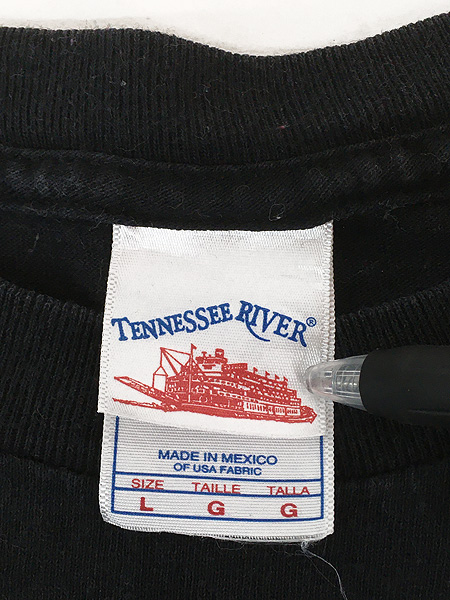 TENNESSEE RIVER®
MADE IN MEXICO
OF USA FABRIC
SIZE TAILLE TALLA
L G G